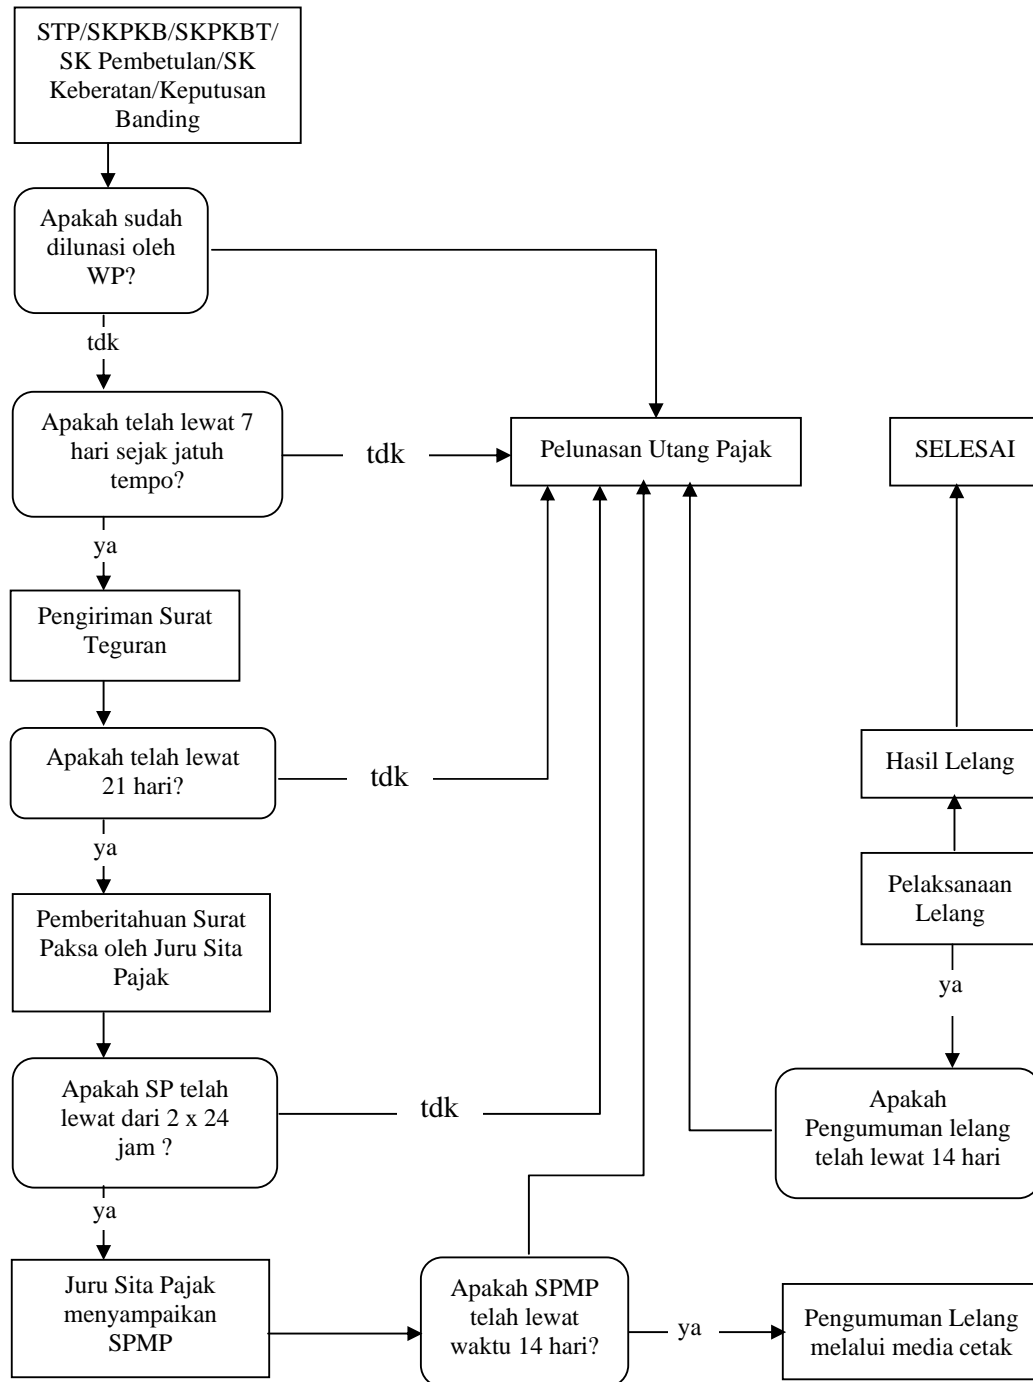 STP/SKPKB/SKPKBT/
SK Pembetulan/SK
Keberatan/Keputusan
Banding
Apakah sudah
dilunasi oleh
WP?
tdk
Apakah telah lewat 7
hari sejak jatuh
tempo?
tdk
Pelunasan Utang Pajak
SELESAI
ya
Pengiriman Surat
Teguran
Apakah telah lewat
21 hari?
tdk
Hasil Lelang
ya
Pelaksanaan
Lelang
Pemberitahuan Surat
Paksa oleh Juru Sita
Pajak
ya
Apakah SP telah
lewat dari 2 x 24
jam ?
tdk
Apakah
Pengumuman lelang
telah lewat 14 hari
ya
Juru Sita Pajak
menyampaikan
SPMP
Apakah SPMP
telah lewat
waktu 14 hari?
ya
Pengumuman Lelang
melalui media cetak